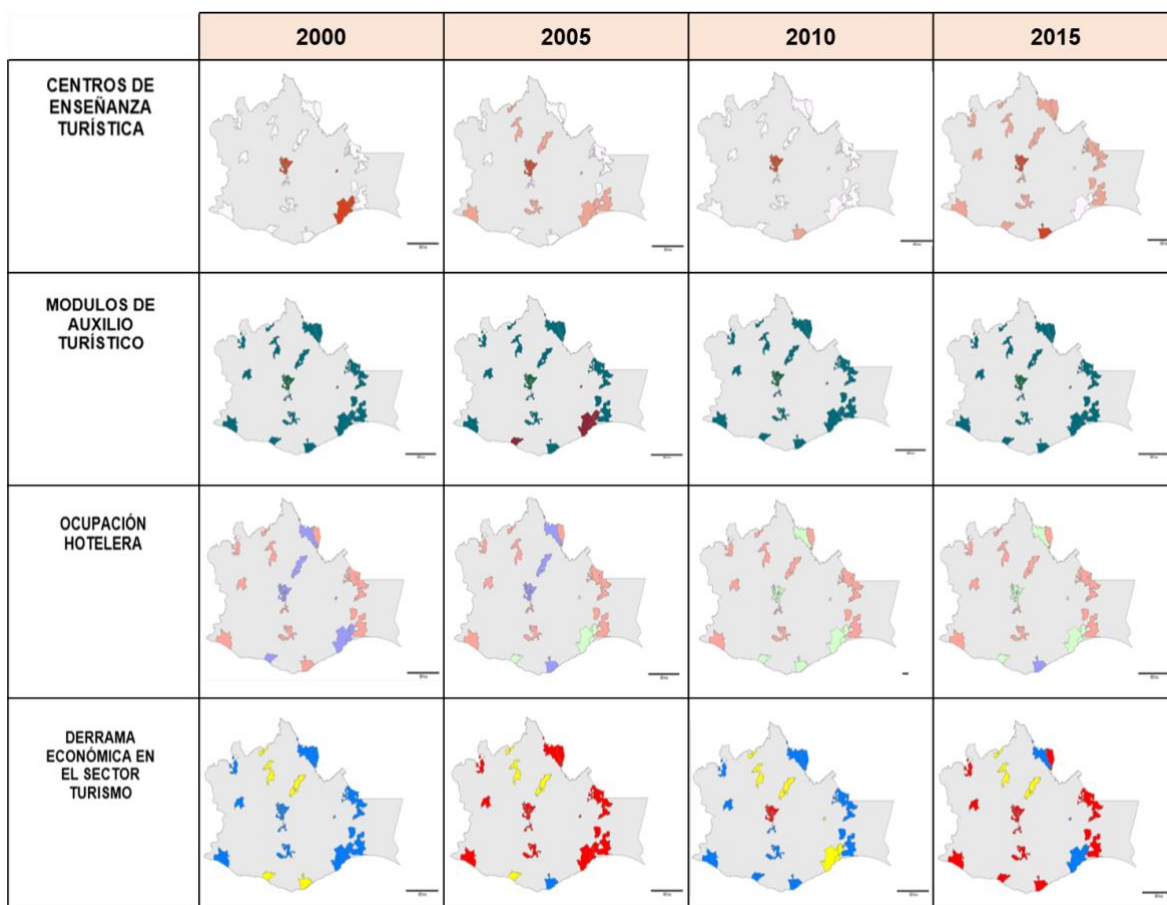 2000
2005
2010
2015
CENTROS DE
ENSEÑANZA
TURÍSTICA
MODULOS DE
AUXILIO
TURÍSTICO
OCUPACIÓN
HOTELERA
DERRAMA
ECONÓMICA EN
EL SECTOR
TURISMO